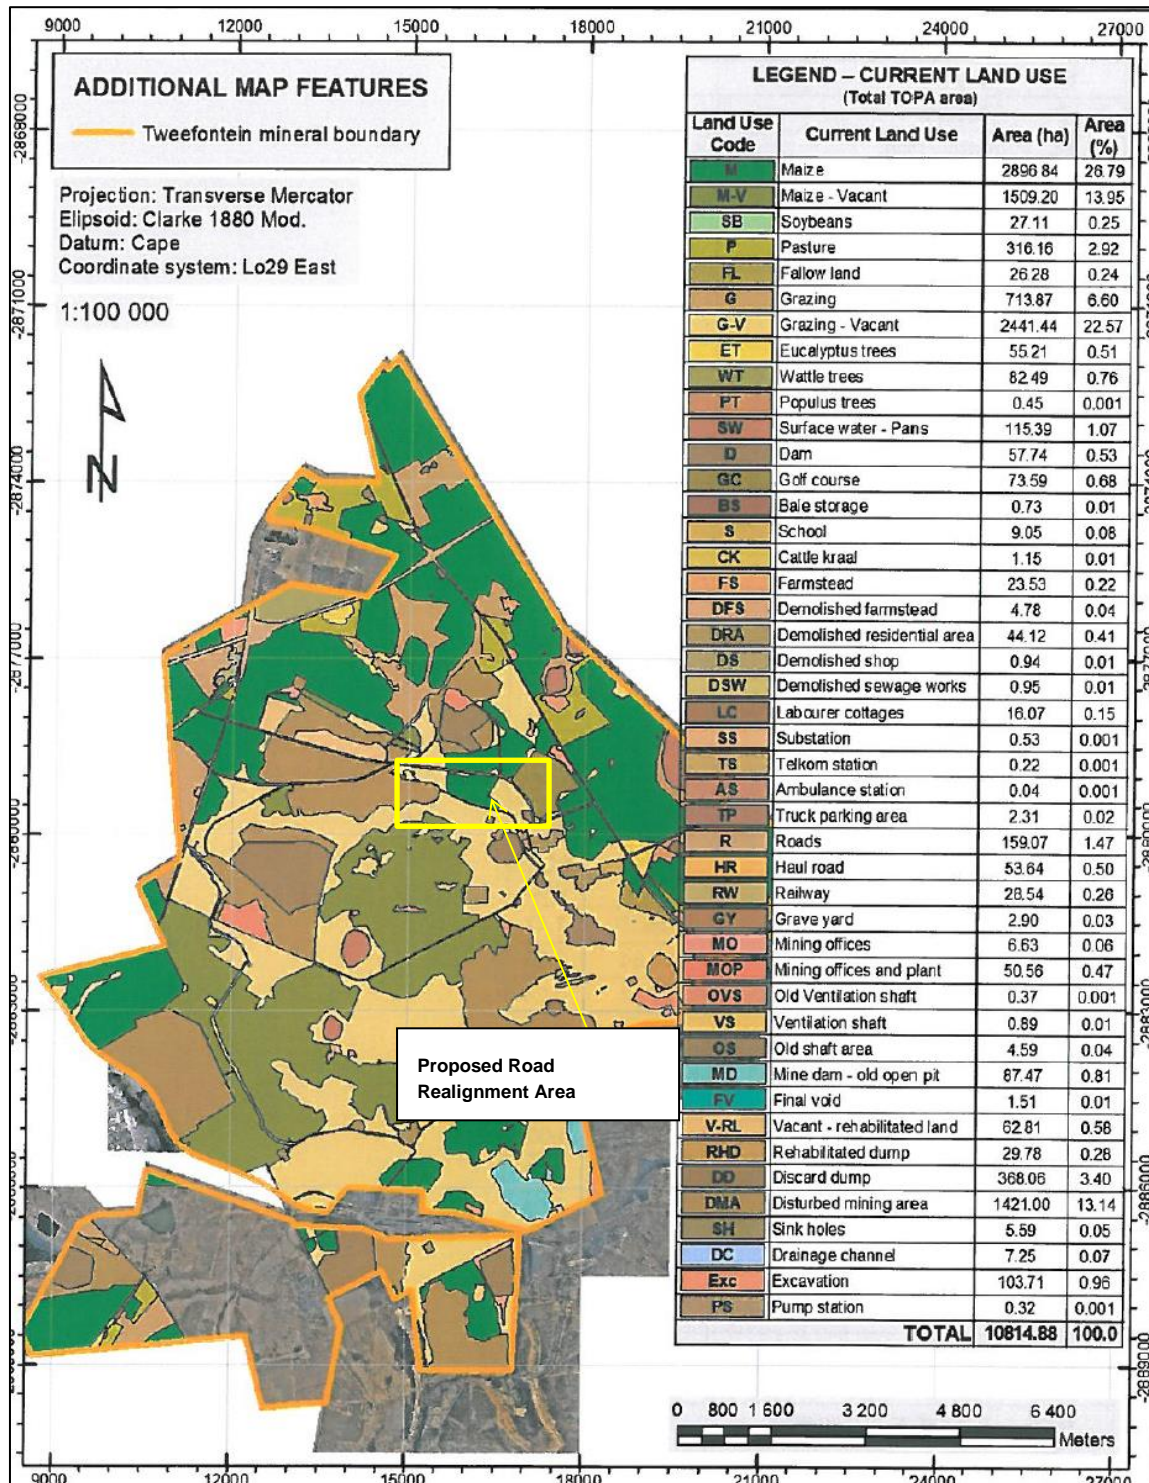 9000 12000 15000 18000 21000 24000 27000
ADDITIONAL MAP FEATURES
Tweefontein mineral boundary
Projection: Transverse Mercator
Elipsoid: Clarke 1880 Mod.
Datum: Cape
Coordinate system: Lo29 East
1:100 000
N
-2868000
-2871000
-2874000
-2877000
-2880000
-2883000
-2886000
LEGEND – CURRENT LAND USE
(Total TOPA area)
Land Use Code Current Land Use Area (ha) Area (%)
M Maize 2896.84 26.79
M-V Maize - Vacant 1509.20 13.95
SB Soybeans 27.11 0.25
P Pasture 316.16 2.92
FL Fallow land 26.28 0.24
G Grazing 713.87 6.60
G-V Grazing - Vacant 2441.44 22.57
ET Eucalyptus trees 55.21 0.51
WT Wattle trees 82.49 0.76
PT Populus trees 0.45 0.001
SW Surface water - Pans 115.39 1.07
D Dam 57.74 0.53
GC Golf course 73.59 0.68
BS Bale storage 0.73 0.01
S School 9.05 0.08
CK Cattle kraal 1.15 0.01
FS Farmstead 23.53 0.22
DFS Demolished farmstead 4.78 0.04
DRA Demolished residential area 44.12 0.41
DS Demolished shop 0.94 0.01
DSW Demolished sewage works 0.95 0.01
LC Labourer cottages 16.07 0.15
SS Substation 0.53 0.001
TS Telkom station 0.22 0.001
AS Ambulance station 0.04 0.001
TP Truck parking area 2.31 0.02
R Roads 159.07 1.47
HR Haul road 53.64 0.50
RW Railway 28.54 0.26
GY Grave yard 2.90 0.03
MO Mining offices 6.63 0.06
MOP Mining offices and plant 50.56 0.47
OVS Old Ventilation shaft 0.37 0.001
VS Ventilation shaft 0.89 0.01
OS Old shaft area 4.59 0.04
MD Mine dam - old open pit 87.47 0.81
FV Final void 1.51 0.01
V-RL Vacant - rehabilitated land 62.81 0.58
RHD Rehabilitated dump 29.78 0.28
DD Discard dump 368.06 3.40
DMA Disturbed mining area 1421.00 13.14
SH Sink holes 5.59 0.05
DC Drainage channel 7.25 0.07
Exc Excavation 103.71 0.96
PS Pump station 0.32 0.001
TOTAL 10814.88 100.0
Proposed Road
Realignment Area
-2880000
-2883000
-2886000
-2889000
0 800 1 600 3 200 4 800 6 400
Meters
9000 12000 15000 18000 21000 24000 27000